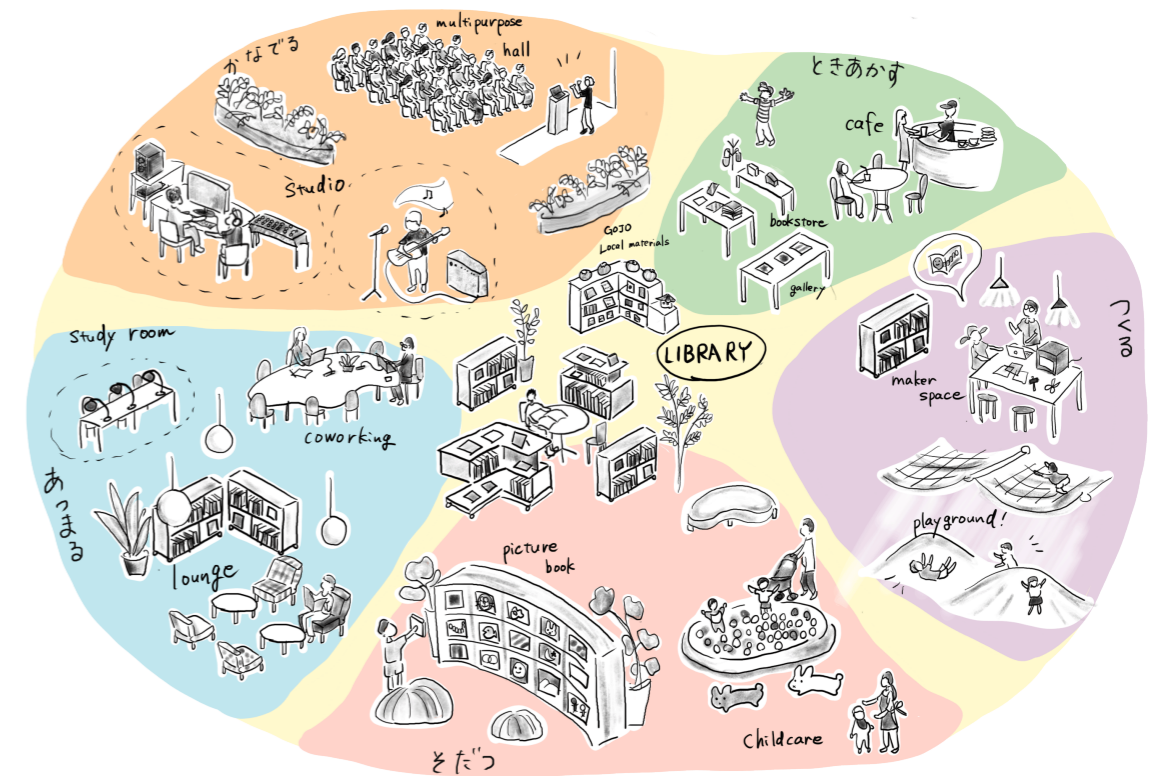 かなでる
multipurpose
hall
Studio
ときあかす
cafe
bookstore
gallery
GOJO
Local materials
LIBRARY
つくる
maker
space
playground!
Study room
coworking
あつまる
lounge
picture
book
Childcare
そだつ